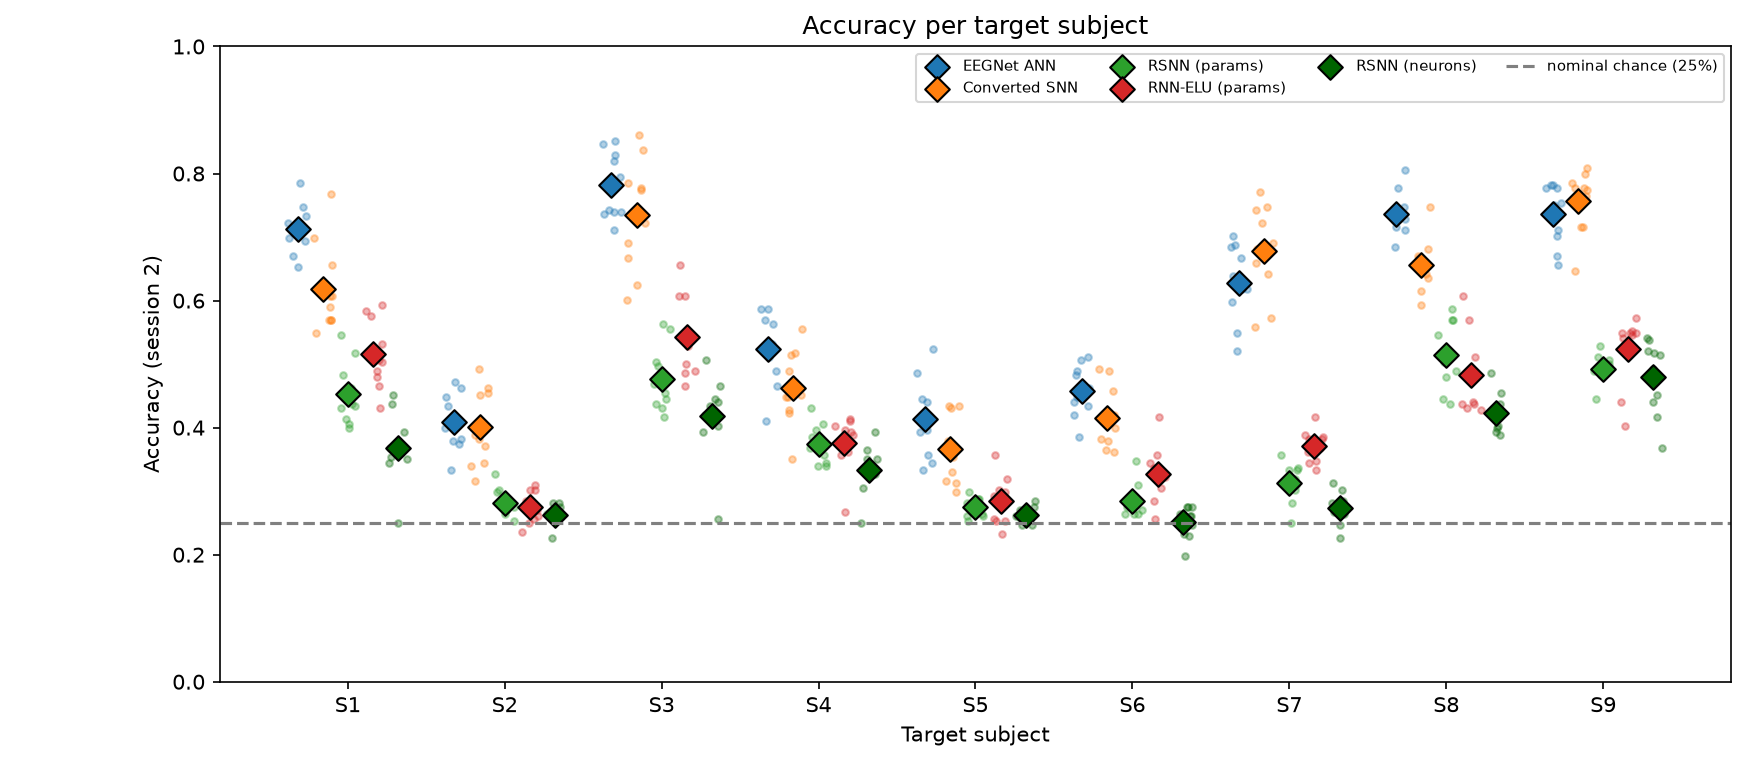 Accuracy per target subject
EEGNet ANN
Converted SNN
RSNN (params)
RNN-ELU (params)
RSNN (neurons)
nominal chance (25%)
Accuracy (session 2)
1.0
0.8
0.6
0.4
0.2
0.0
S1 S2 S3 S4 S5 S6 S7 S8 S9
Target subject